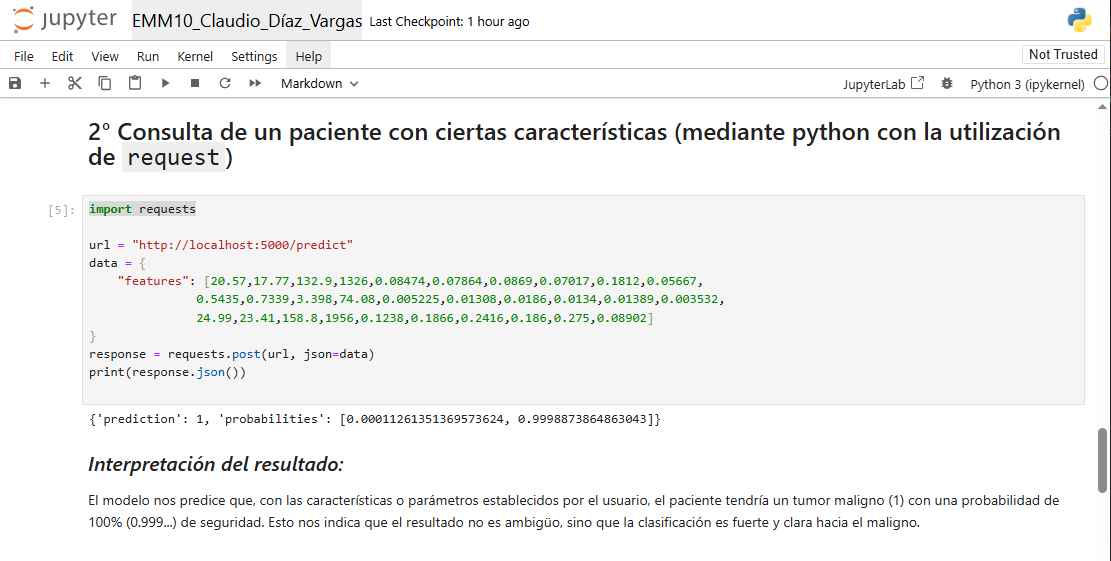 jupyter EMM10_Claudio_Díaz_Vargas Last Checkpoint: 1 hour ago
File Edit View Run Kernel Settings Help Not Trusted
Markdown JupyterLab Python 3 (ipykernel)
2° Consulta de un paciente con ciertas características (mediante python con la utilización
de request)
[5]: import requests
url = "http://localhost:5000/predict"
data = {
"features": [20.57,17.77,132.9,1326,0.08474,0.07864,0.0869,0.07017,0.1812,0.05667,
0.5435,0.7339,3.398,74.08,0.005225,0.01308,0.0186,0.0134,0.01389,0.003532,
24.99,23.41,158.8,1956,0.1238,0.1866,0.2416,0.186,0.275,0.08902]
}
response = requests.post(url, json=data)
print(response.json())
{'prediction': 1, 'probabilities': [0.00011261351369573624, 0.9998873864863043]}
Interpretación del resultado:
El modelo nos predice que, con las características o parámetros establecidos por el usuario, el paciente tendría un tumor maligno (1) con una probabilidad de
100% (0.999...) de seguridad. Esto nos indica que el resultado no es ambigüo, sino que la clasificación es fuerte y clara hacia el maligno.